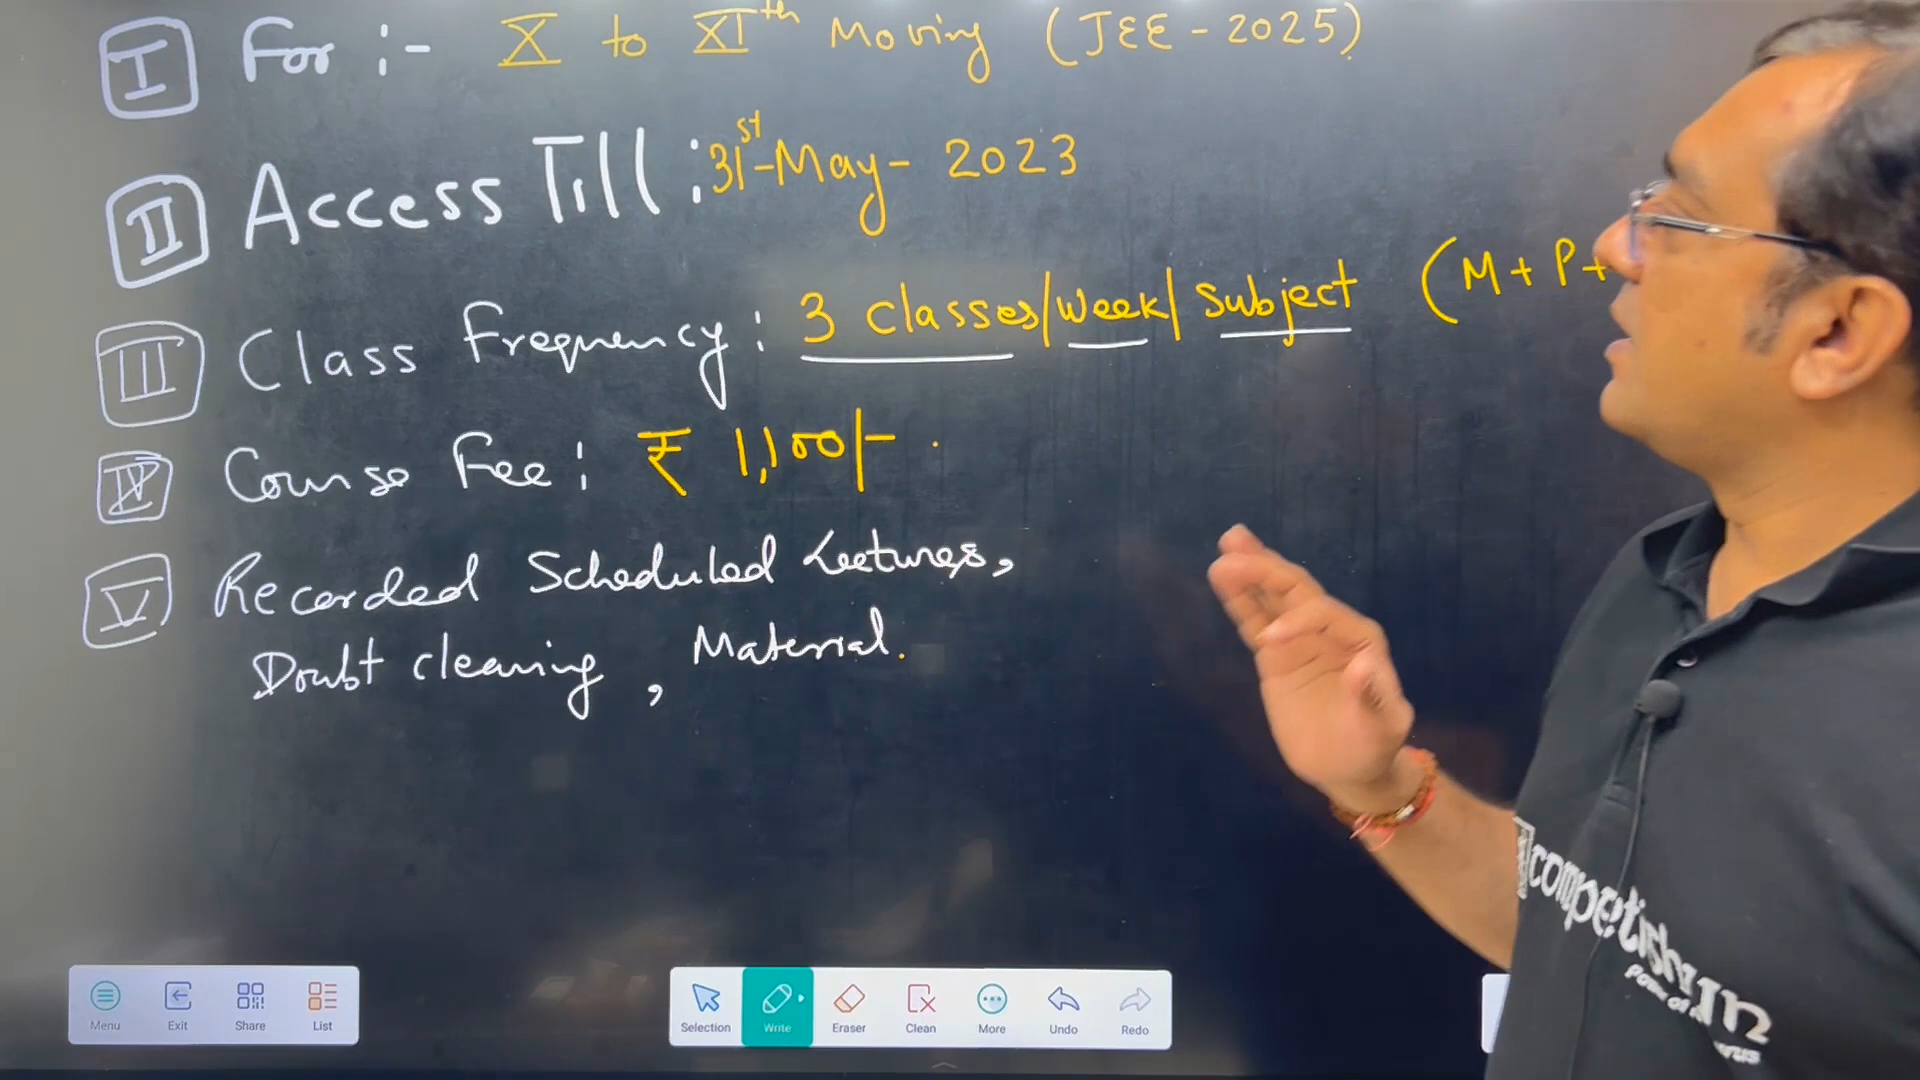 I For :- X to XIth Moving (JEE - 2025)
II Access Till : 31st - May - 2023
III Class Frequency : 3 classes/week/subject (M + P +
IV Course Fee : ₹ 1,100/-
V Recorded Scheduled Lectures,
Doubt clearing, Material.
competishun
Menu Exit Share List
Selection Write Eraser Clean More Undo Redo